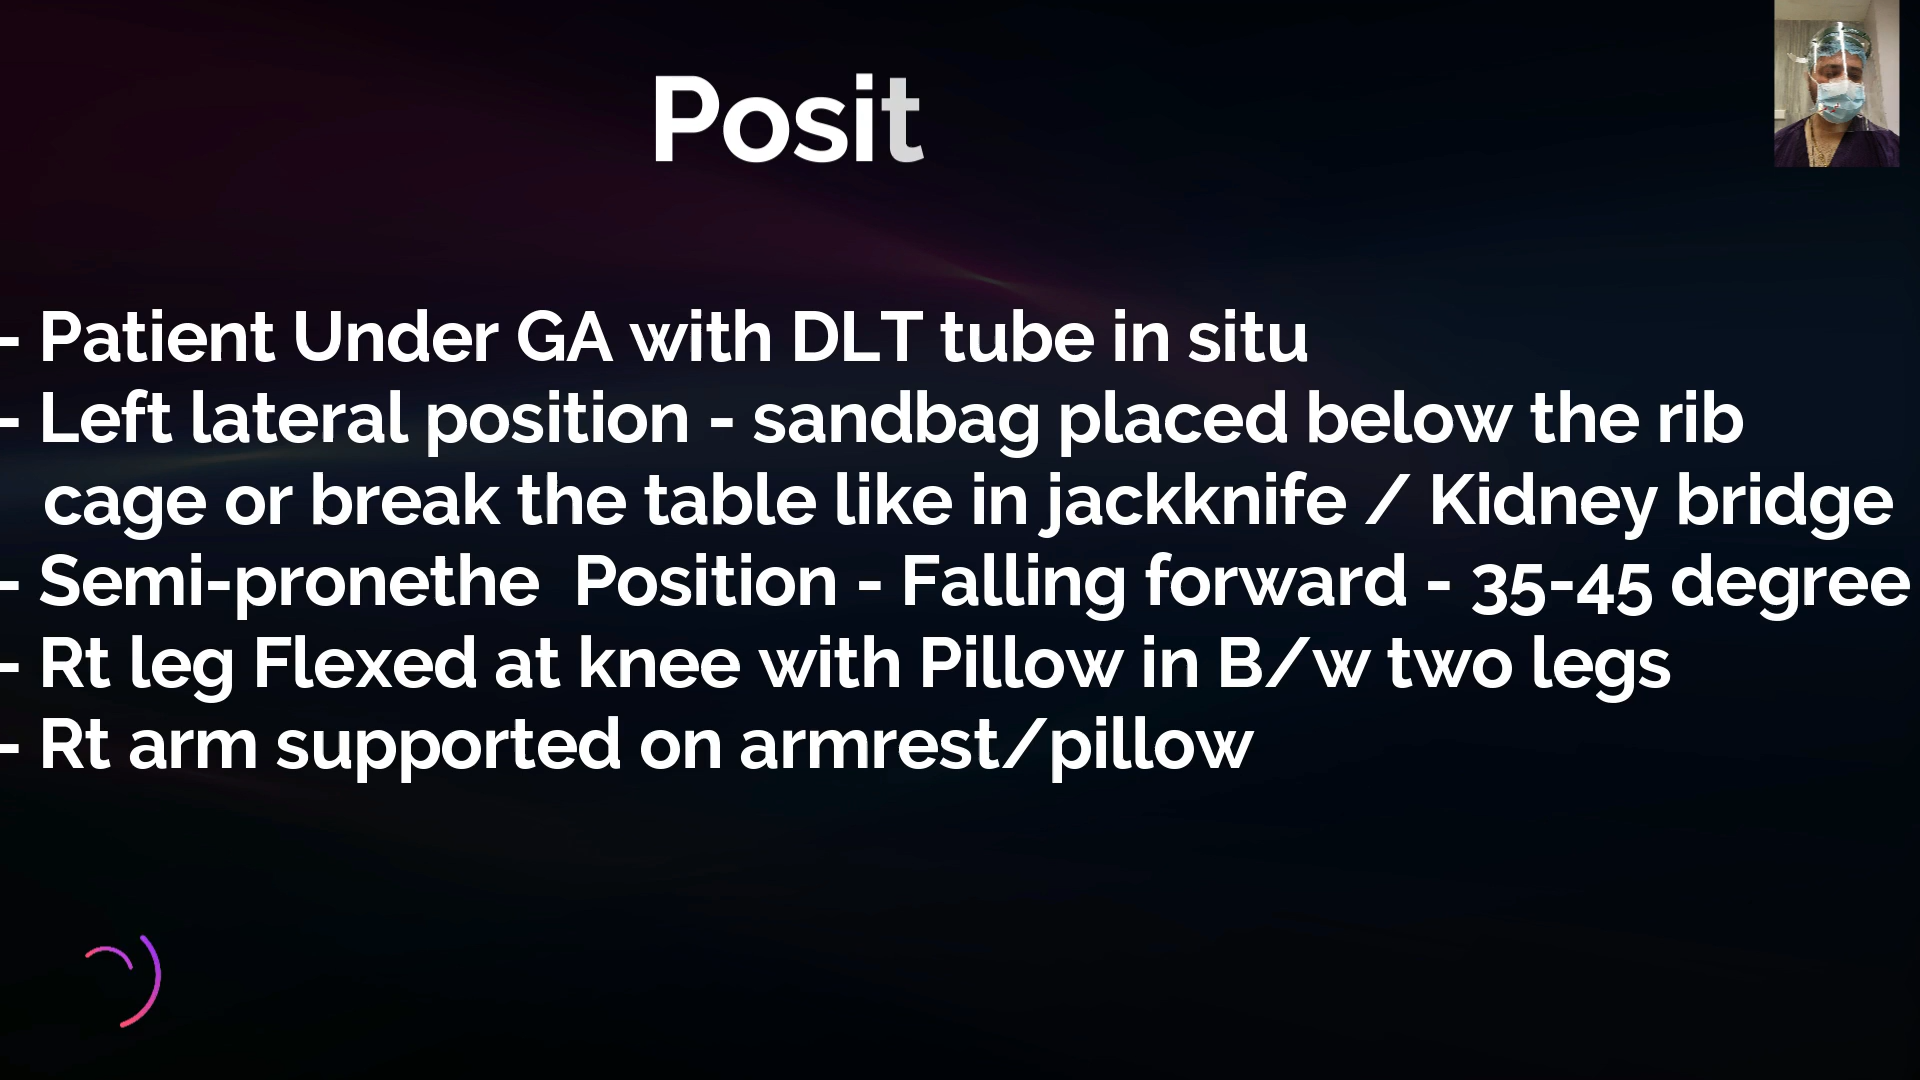 Posit
- Patient Under GA with DLT tube in situ
- Left lateral position - sandbag placed below the rib
cage or break the table like in jackknife / Kidney bridge
- Semi-pronethe  Position - Falling forward - 35-45 degree
- Rt leg Flexed at knee with Pillow in B/w two legs
- Rt arm supported on armrest/pillow